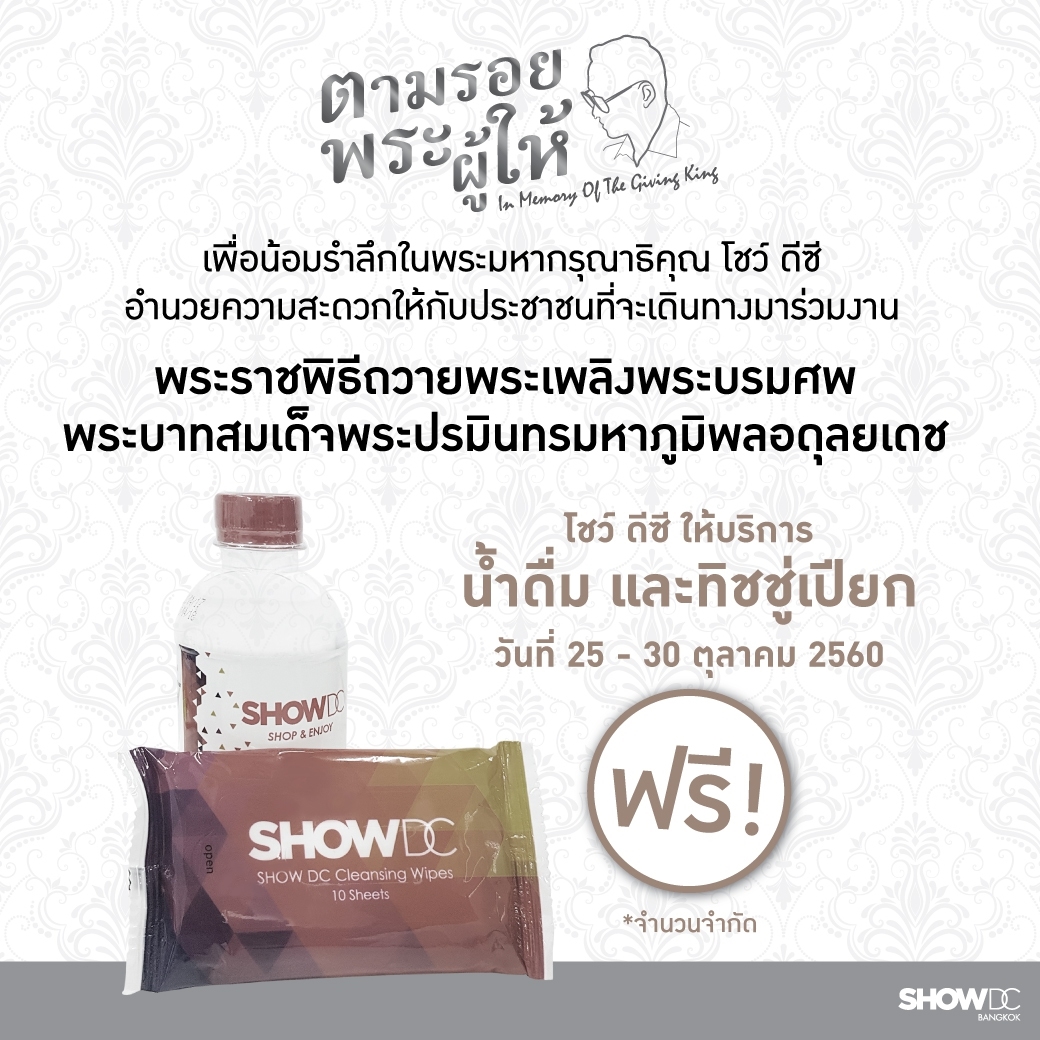 ตามรอย
พระผู้ให้
In Memory Of The Giving King
เพื่อน้อมรำลึกในพระมหากรุณาธิคุณ โชว์ ดีซี
อำนวยความสะดวกให้กับประชาชนที่จะเดินทางมาร่วมงาน
พระราชพิธีถวายพระเพลิงพระบรมศพ
พระบาทสมเด็จพระปรมินทรมหาภูมิพลอดุลยเดช
โชว์ ดีซี ให้บริการ
น้ำดื่ม และทิชชู่เปียก
วันที่ 25 - 30 ตุลาคม 2560
ฟรี!
*จำนวนจำกัด
SHOWDC
SHOP & ENJOY
open
SHOWDC
SHOW DC Cleansing Wipes
10 Sheets
SHOWDC
BANGKOK